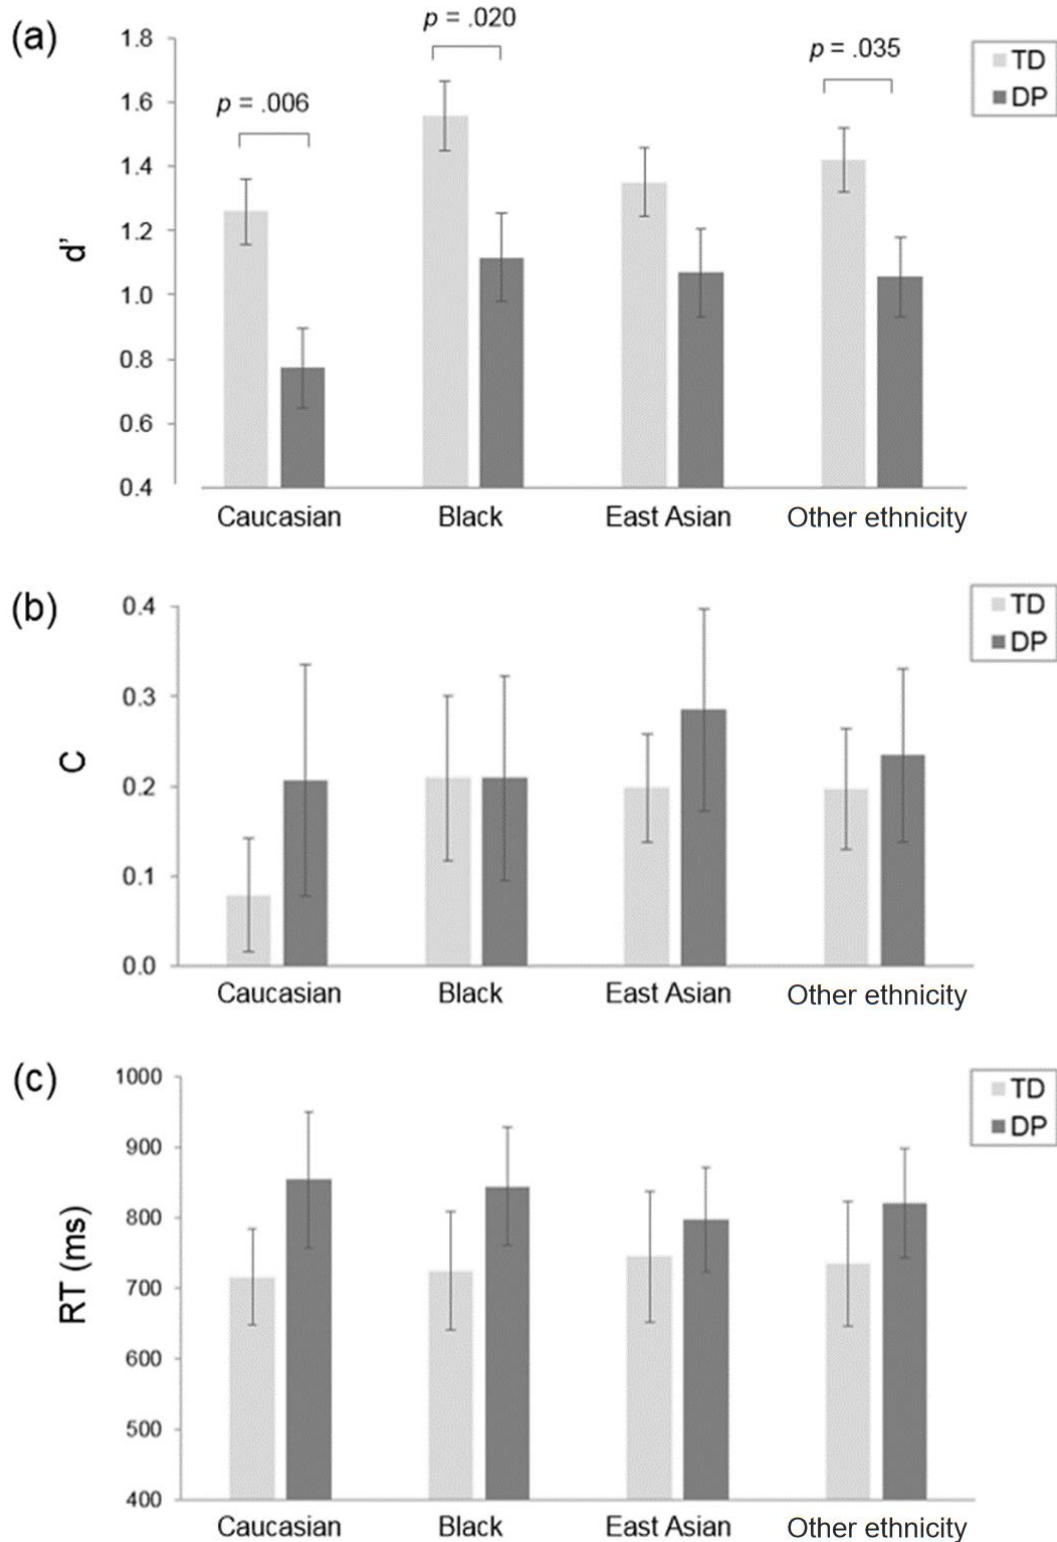 (a)
d'
1.8
1.6
1.4
1.2
1.0
0.8
0.6
0.4
p = .006
p = .020
p = .035
TD
DP
Caucasian Black East Asian Other ethnicity
(b)
C
0.4
0.3
0.2
0.1
0.0
TD
DP
Caucasian Black East Asian Other ethnicity
(c)
RT (ms)
1000
900
800
700
600
500
400
TD
DP
Caucasian Black East Asian Other ethnicity